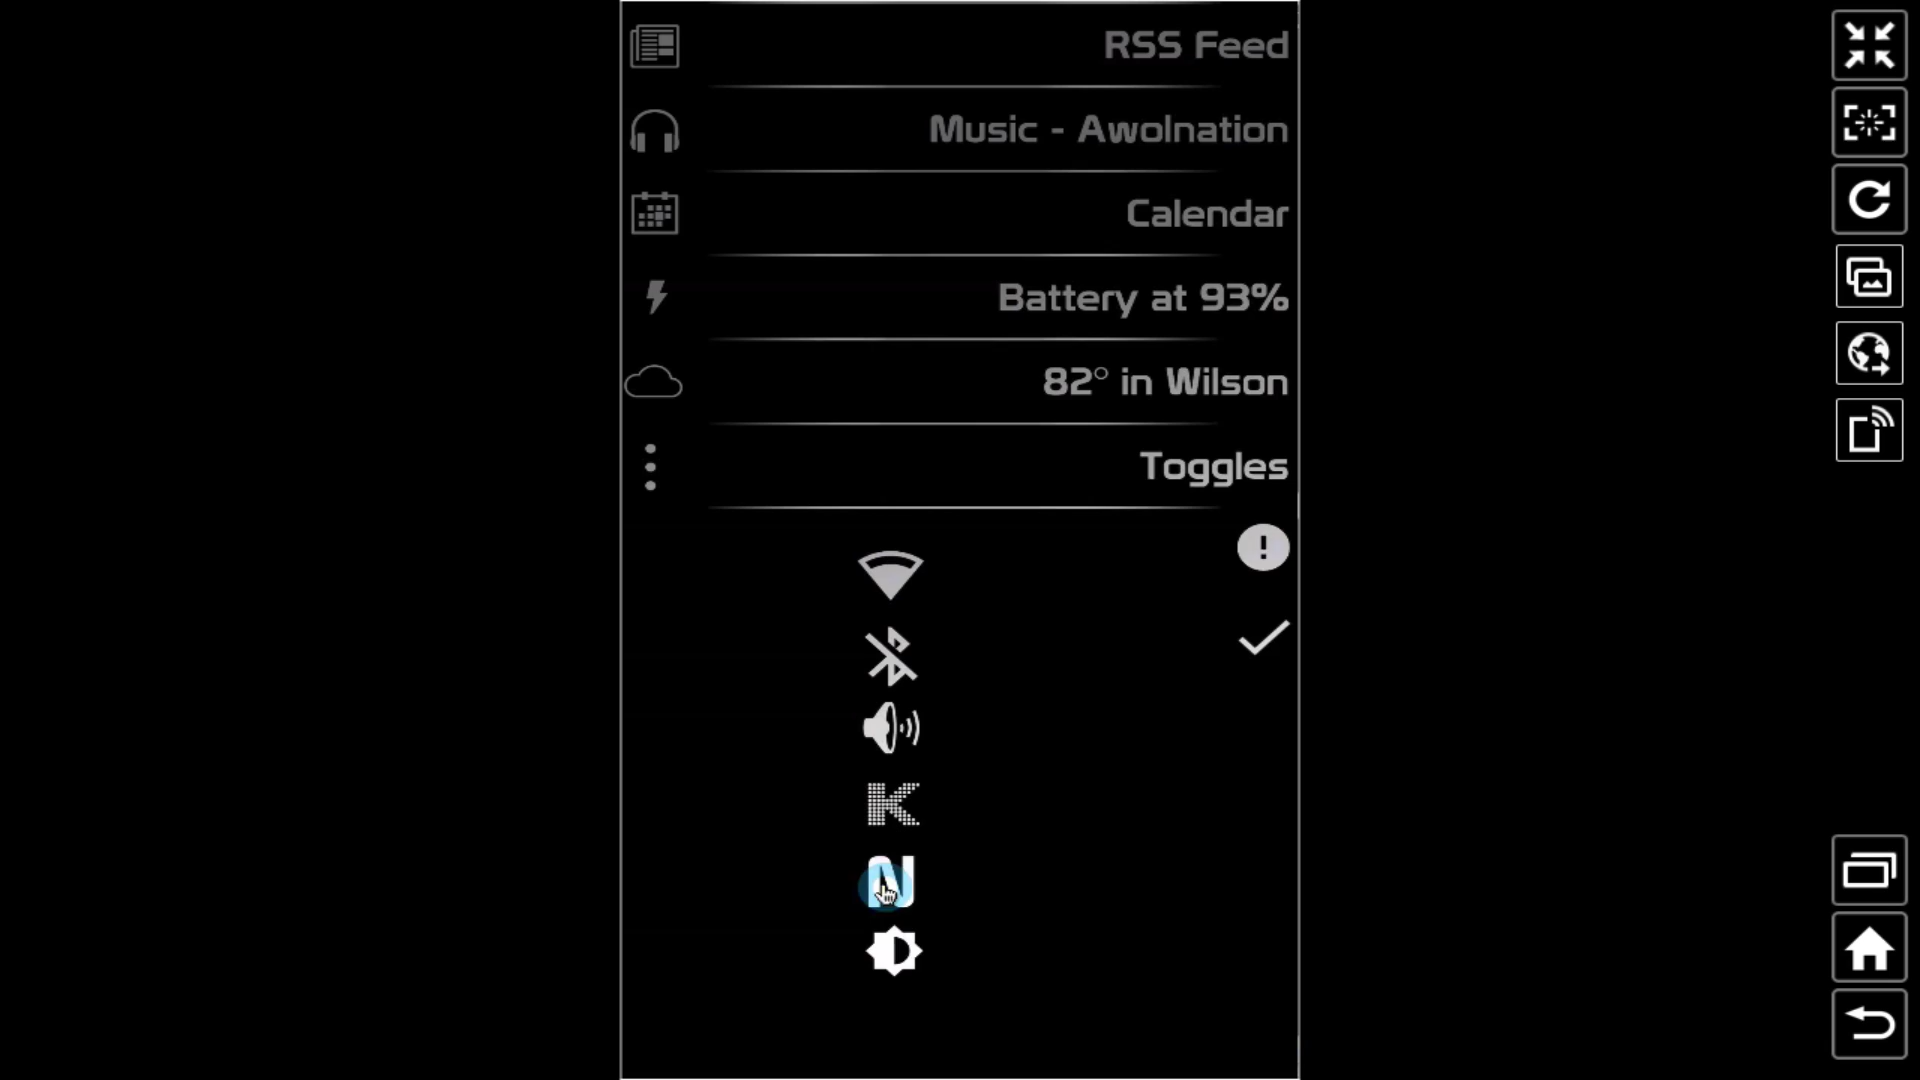 RSS Feed
Music - Awolnation
Calendar
Battery at 93%
82° in Wilson
Toggles
!
K
N